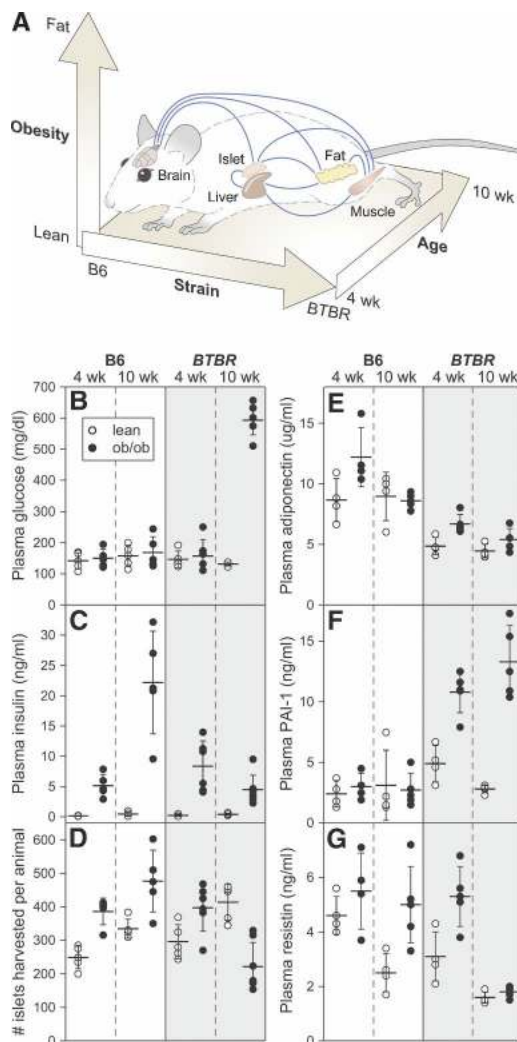 A
Fat
Obesity
Lean
Brain
Islet
Liver
Fat
Muscle
B6
Strain
BTBR
4 wk
Age
10 wk
B6 BTBR
4 wk 10 wk 4 wk 10 wk
B
Plasma glucose (mg/dl)
700
600
500
400
300
200
100
0
lean
ob/ob
C
Plasma insulin (ng/ml)
30
25
20
15
10
5
0
D
# islets harvested per animal
600
500
400
300
200
100
0
B6 BTBR
4 wk 10 wk 4 wk 10 wk
E
Plasma adiponectin (ug/ml)
15
10
5
0
F
Plasma PAI-1 (ng/ml)
15
10
5
0
G
Plasma resistin (ng/ml)
6
4
2
0